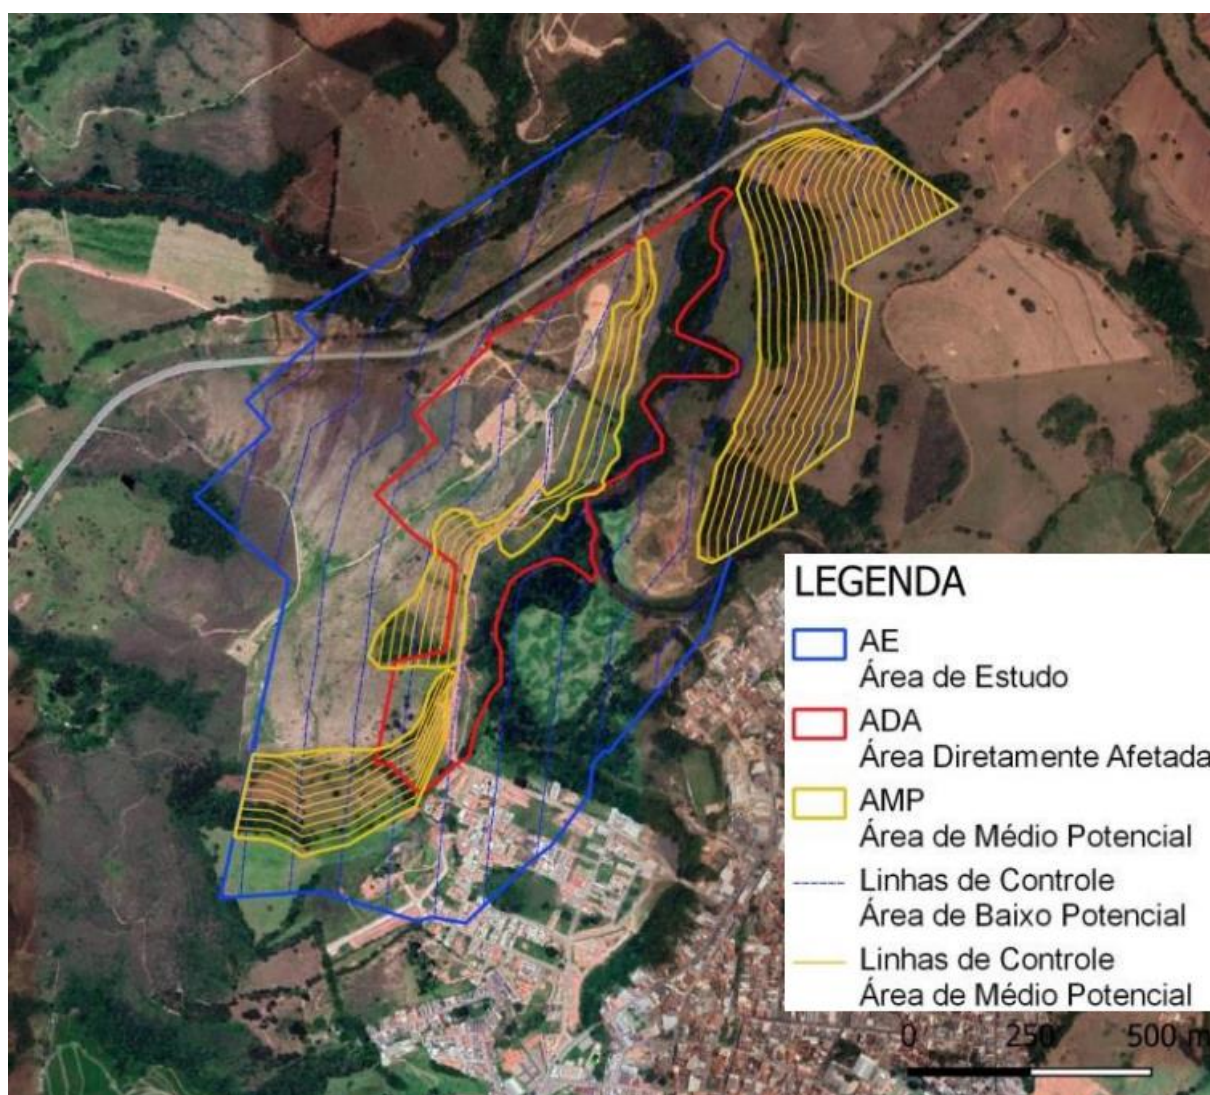 LEGENDA
AE
Área de Estudo
ADA
Área Diretamente Afetada
AMP
Área de Médio Potencial
Linhas de Controle
Área de Baixo Potencial
Linhas de Controle
Área de Médio Potencial
0 250 500 m